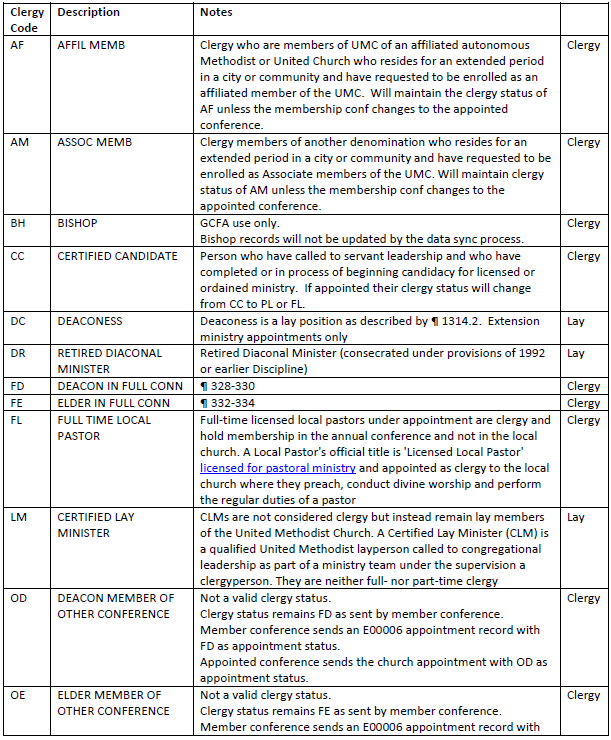 Clergy Code Description Notes
AF AFFIL MEMB Clergy who are members of UMC of an affiliated autonomous Clergy
Methodist or United Church who resides for an extended period
in a city or community and have requested to be enrolled as an
affiliated member of the UMC.  Will maintain the clergy status of
AF unless the membership conf changes to the appointed
conference.
AM ASSOC MEMB Clergy members of another denomination who resides for an Clergy
extended period in a city or community and have requested to be
enrolled as Associate members of the UMC. Will maintain clergy
status of AM unless the membership conf changes to the
appointed conference.
BH BISHOP GCFA use only. Clergy
Bishop records will not be updated by the data sync process.
CC CERTIFIED CANDIDATE Person who have called to servant leadership and who have Clergy
completed or in process of beginning candidacy for licensed or
ordained ministry.  If appointed their clergy status will change
from CC to PL or FL.
DC DEACONESS Deaconess is a lay position as described by ¶ 1314.2.  Extension Lay
ministry appointments only
DR RETIRED DIACONAL Retired Diaconal Minister (consecrated under provisions of 1992 Lay
MINISTER or earlier Discipline)
FD DEACON IN FULL CONN ¶ 328-330 Clergy
FE ELDER IN FULL CONN ¶ 332-334 Clergy
FL FULL TIME LOCAL Full-time licensed local pastors under appointment are clergy and Clergy
PASTOR hold membership in the annual conference and not in the local
church. A Local Pastor's official title is 'Licensed Local Pastor'
licensed for pastoral ministry and appointed as clergy to the local
church where they preach, conduct divine worship and perform
the regular duties of a pastor
LM CERTIFIED LAY CLMs are not considered clergy but instead remain lay members Lay
MINISTER of the United Methodist Church. A Certified Lay Minister (CLM) is
a qualified United Methodist layperson called to congregational
leadership as part of a ministry team under the supervision a
clergyperson. They are neither full- nor part-time clergy
OD DEACON MEMBER OF Not a valid clergy status. Clergy
OTHER CONFERENCE Clergy status remains FD as sent by member conference.
Member conference sends an E00006 appointment record with
FD as appointment status.
Appointed conference sends the church appointment with OD as
appointment status.
OE ELDER MEMBER OF Not a valid clergy status. Clergy
OTHER CONFERENCE Clergy status remains FE as sent by member conference.
Member conference sends an E00006 appointment record with